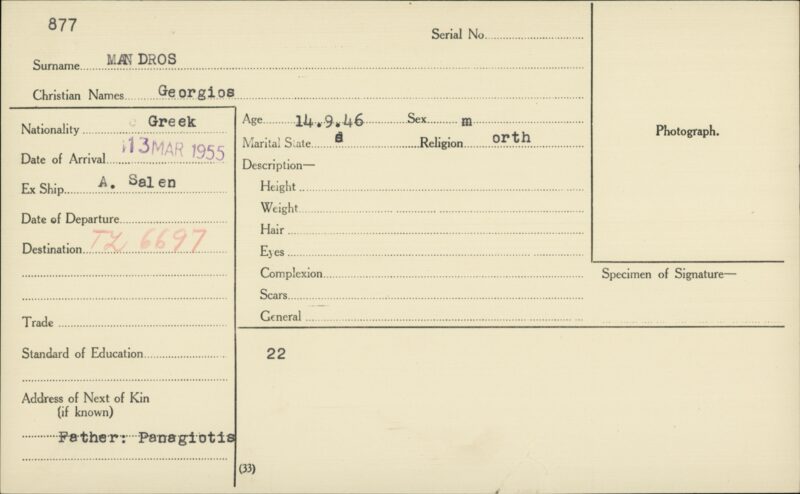 877
Serial No.
Surname MANDROS
Christian Names Georgios
Nationality Greek
Date of Arrival 13 MAR 1955
Ex Ship A. Salen
Date of Departure
Destination TZ 6697
Trade
Standard of Education
Address of Next of Kin
(if known)
Father: Panagiotis
Age 14.9.46 Sex m
Marital State s Religion orth
Description—
Height
Weight
Hair
Eyes
Complexion
Scars
General
22
(33)
Photograph.
Specimen of Signature—